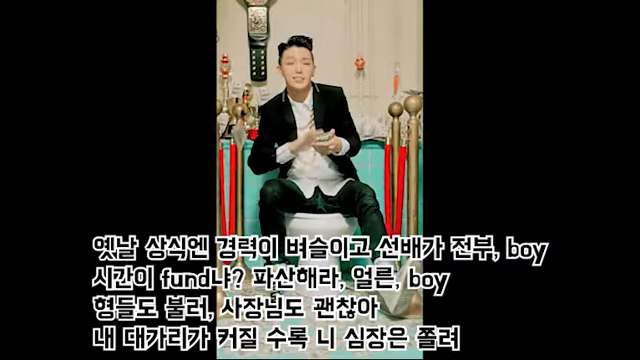 옛날 상식엔 경력이 벼슬이고 선배가 전부, boy
시간이 fund냐? 파산해라, 얼른, boy
형들도 불러, 사장님도 괜찮아
내 대가리가 커질 수록 니 심장은 쫄려